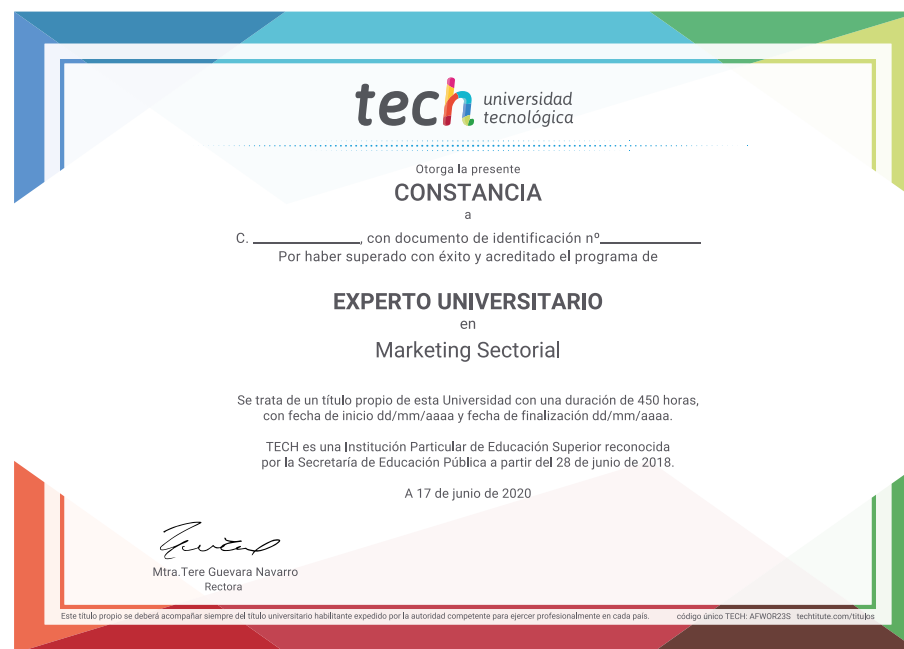 tech universidad
tecnológica
Otorga la presente
CONSTANCIA
a
C. ____________, con documento de identificación nº____________
Por haber superado con éxito y acreditado el programa de
EXPERTO UNIVERSITARIO
en
Marketing Sectorial
Se trata de un título propio de esta Universidad con una duración de 450 horas,
con fecha de inicio dd/mm/aaaa y fecha de finalización dd/mm/aaaa.
TECH es una Institución Particular de Educación Superior reconocida
por la Secretaría de Educación Pública a partir del 28 de junio de 2018.
A 17 de junio de 2020
Mtra.Tere Guevara Navarro
Rectora
Este título propio se deberá acompañar siempre del título universitario habilitante expedido por la autoridad competente para ejercer profesionalmente en cada país. código único TECH: AFWOR23S techtitute.com/titulos